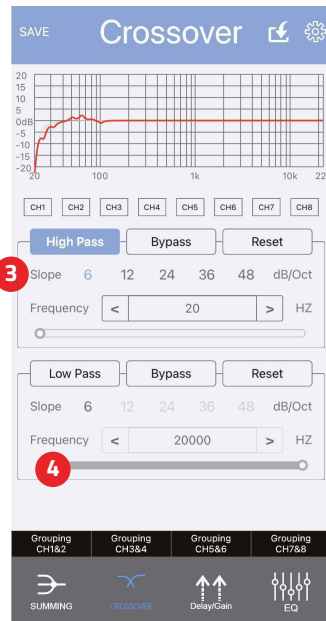 SAVE Crossover
20
15
10
5
0dB
-5
-10
-15
-20
20 100 1k 10k 22
CH1 CH2 CH3 CH4 CH5 CH6 CH7 CH8
High Pass Bypass Reset
3 Slope 6 12 24 36 48 dB/Oct
Frequency < 20 > HZ
Low Pass Bypass Reset
Slope 6 12 24 36 48 dB/Oct
Frequency < 20000 > HZ
4
Grouping Grouping Grouping Grouping
CH1&2 CH3&4 CH5&6 CH7&8
SUMMING CROSSOVER Delay/Gain EQ